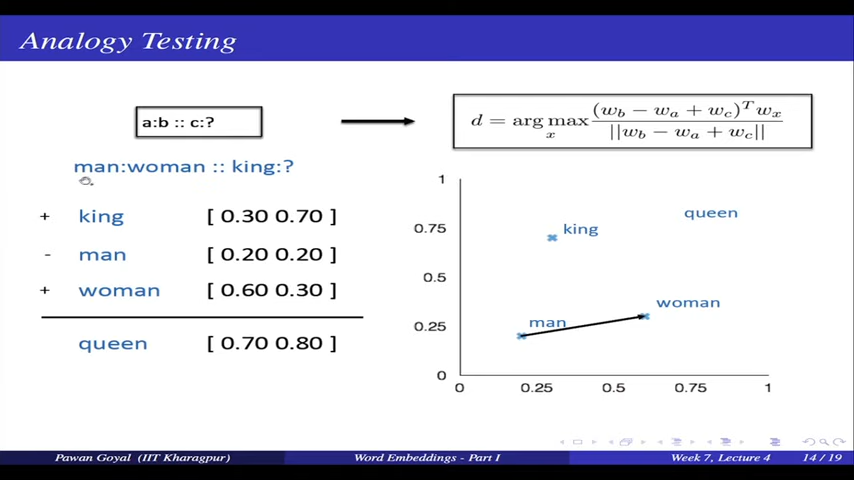 Analogy Testing
a:b :: c:?
d = arg max_x (w_b − w_a + w_c)^T w_x / ||w_b − w_a + w_c||
man:woman :: king:?
+ king [ 0.30 0.70 ]
- man [ 0.20 0.20 ]
+ woman [ 0.60 0.30 ]
queen [ 0.70 0.80 ]
1
0.75
0.5
0.25
0
0 0.25 0.5 0.75 1
queen
king
woman
man
Pawan Goyal (IIT Kharagpur) Word Embeddings - Part I Week 7, Lecture 4 14 / 19